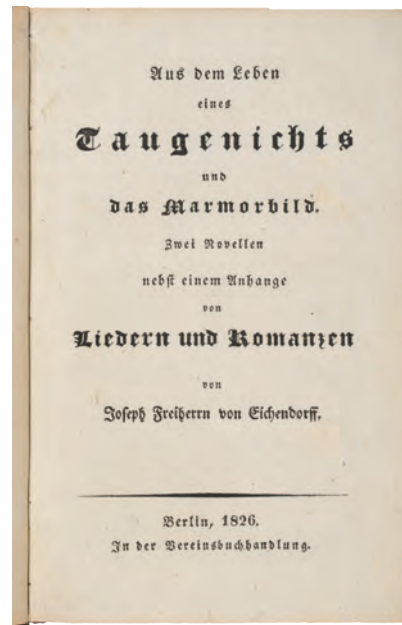 Aus dem Leben
eines
Taugenichts
und
das Marmorbild.
Zwei Novellen
nebst einem Anhange
von
Liedern und Romanzen
von
Joseph Freiherrn von Eichendorff.
Berlin, 1826.
In der Vereinsbuchhandlung.